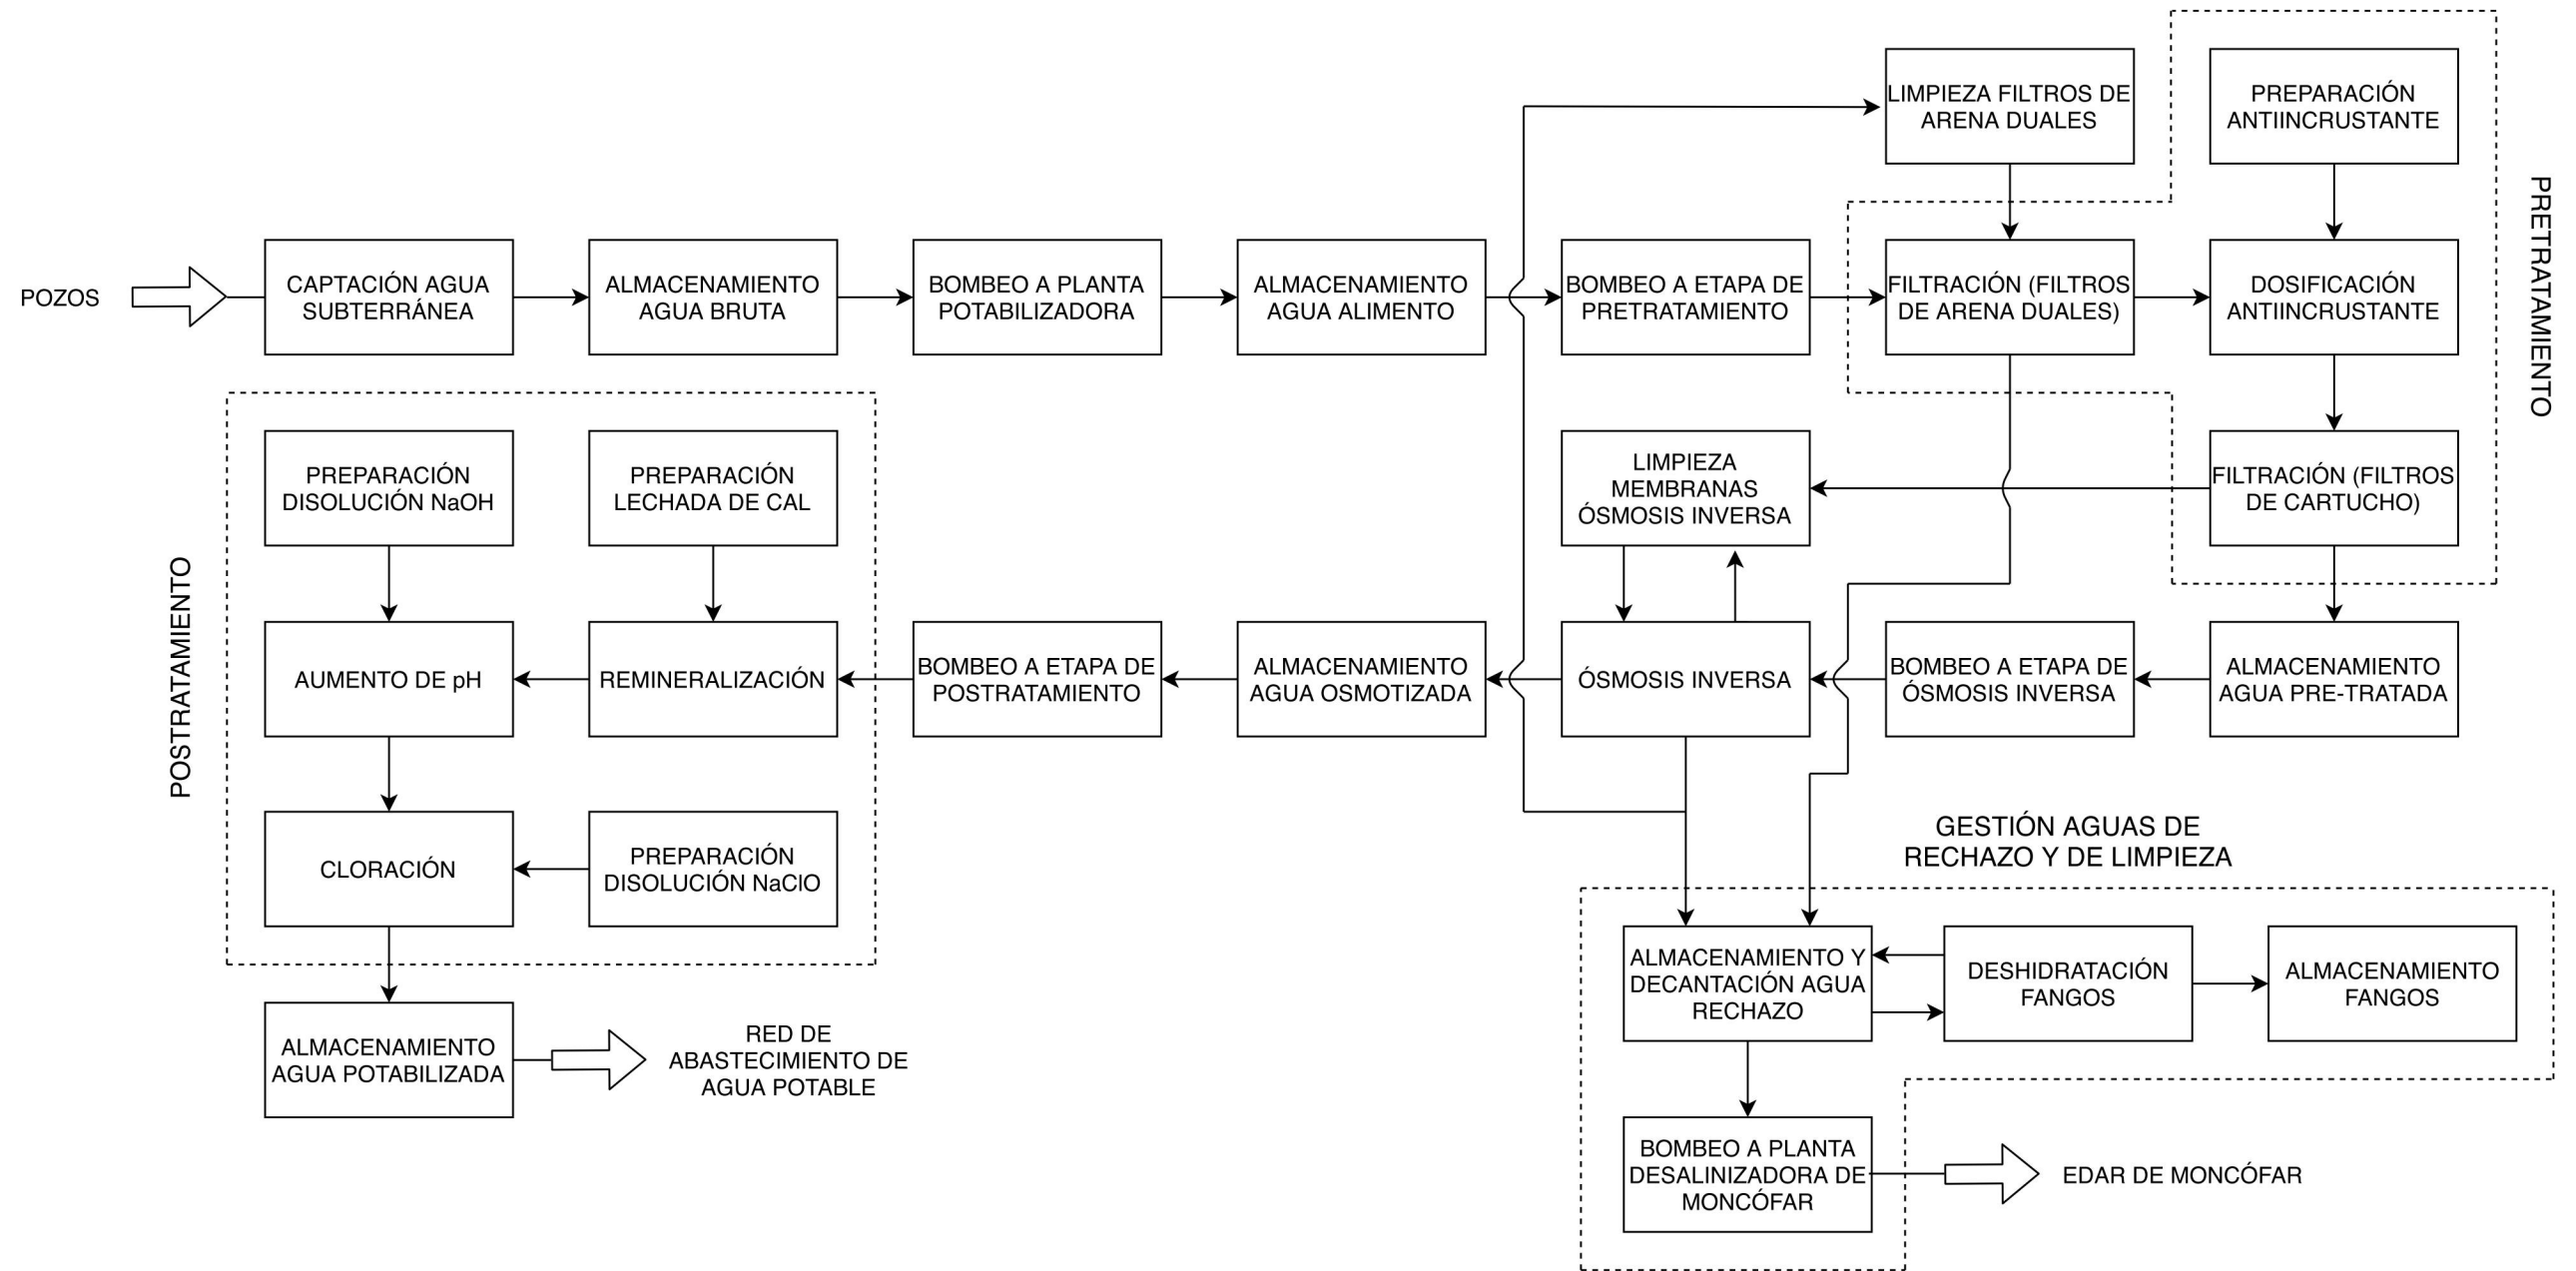 LIMPIEZA FILTROS DE
ARENA DUALES
PREPARACIÓN
ANTIINCRUSTANTE
PRETRATAMIENTO
POZOS
CAPTACIÓN AGUA
SUBTERRÁNEA
ALMACENAMIENTO
AGUA BRUTA
BOMBEO A PLANTA
POTABILIZADORA
ALMACENAMIENTO
AGUA ALIMENTO
BOMBEO A ETAPA DE
PRETRATAMIENTO
FILTRACIÓN (FILTROS
DE ARENA DUALES)
DOSIFICACIÓN
ANTIINCRUSTANTE
PREPARACIÓN
DISOLUCIÓN NaOH
PREPARACIÓN
LECHADA DE CAL
LIMPIEZA
MEMBRANAS
ÓSMOSIS INVERSA
FILTRACIÓN (FILTROS
DE CARTUCHO)
POSTRATAMIENTO
AUMENTO DE pH
REMINERALIZACIÓN
BOMBEO A ETAPA DE
POSTRATAMIENTO
ALMACENAMIENTO
AGUA OSMOTIZADA
ÓSMOSIS INVERSA
BOMBEO A ETAPA DE
ÓSMOSIS INVERSA
ALMACENAMIENTO
AGUA PRE-TRATADA
CLORACIÓN
PREPARACIÓN
DISOLUCIÓN NaClO
GESTIÓN AGUAS DE
RECHAZO Y DE LIMPIEZA
ALMACENAMIENTO Y
DECANTACIÓN AGUA
RECHAZO
DESHIDRATACIÓN
FANGOS
ALMACENAMIENTO
FANGOS
ALMACENAMIENTO
AGUA POTABILIZADA
RED DE
ABASTECIMIENTO DE
AGUA POTABLE
BOMBEO A PLANTA
DESALINIZADORA DE
MONCÓFAR
EDAR DE MONCÓFAR